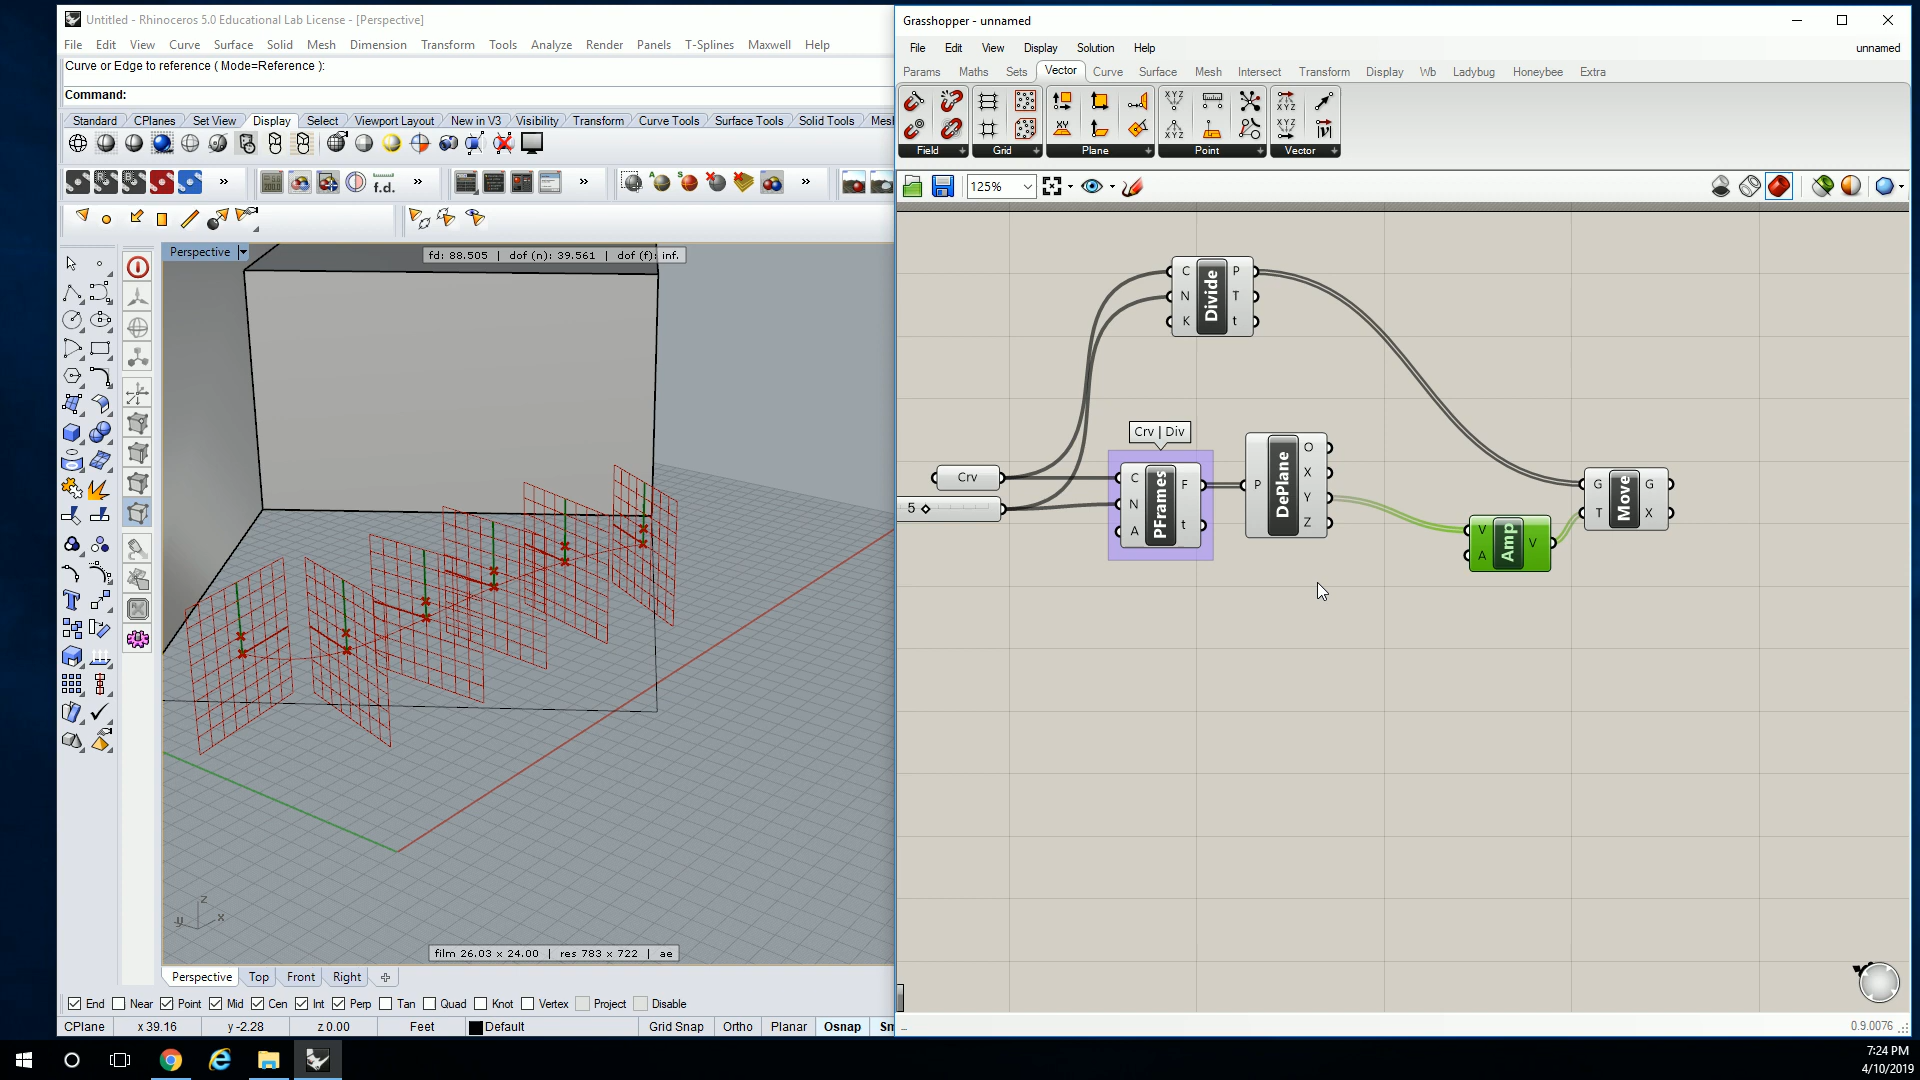 Untitled - Rhinoceros 5.0 Educational Lab License - [Perspective]
File Edit View Curve Surface Solid Mesh Dimension Transform Tools Analyze Render Panels T-Splines Maxwell Help
Curve or Edge to reference ( Mode=Reference ):
Command:
Standard CPlanes Set View Display Select Viewport Layout New in V3 Visibility Transform Curve Tools Surface Tools Solid Tools Mesl
f.d.
Perspective
fd: 88.505 | dof (n): 39.561 | dof (f): inf.
z
y x
film 26.03 x 24.00 | res 783 x 722 | ae
Perspective Top Front Right
End Near Point Mid Cen Int Perp Tan Quad Knot Vertex Project Disable
CPlane x 39.16 y -2.28 z 0.00 Feet Default Grid Snap Ortho Planar Osnap Sm
Grasshopper - unnamed
File Edit View Display Solution Help unnamed
Params Maths Sets Vector Curve Surface Mesh Intersect Transform Display Wb Ladybug Honeybee Extra
Field Grid Plane Point Vector
125%
C N K Divide P T t
Crv | Div
Crv
5
C N A PFrames F t
P DePlane O X Y Z
V A Amp V
G T Move G X
0.9.0076
7:24 PM
4/10/2019